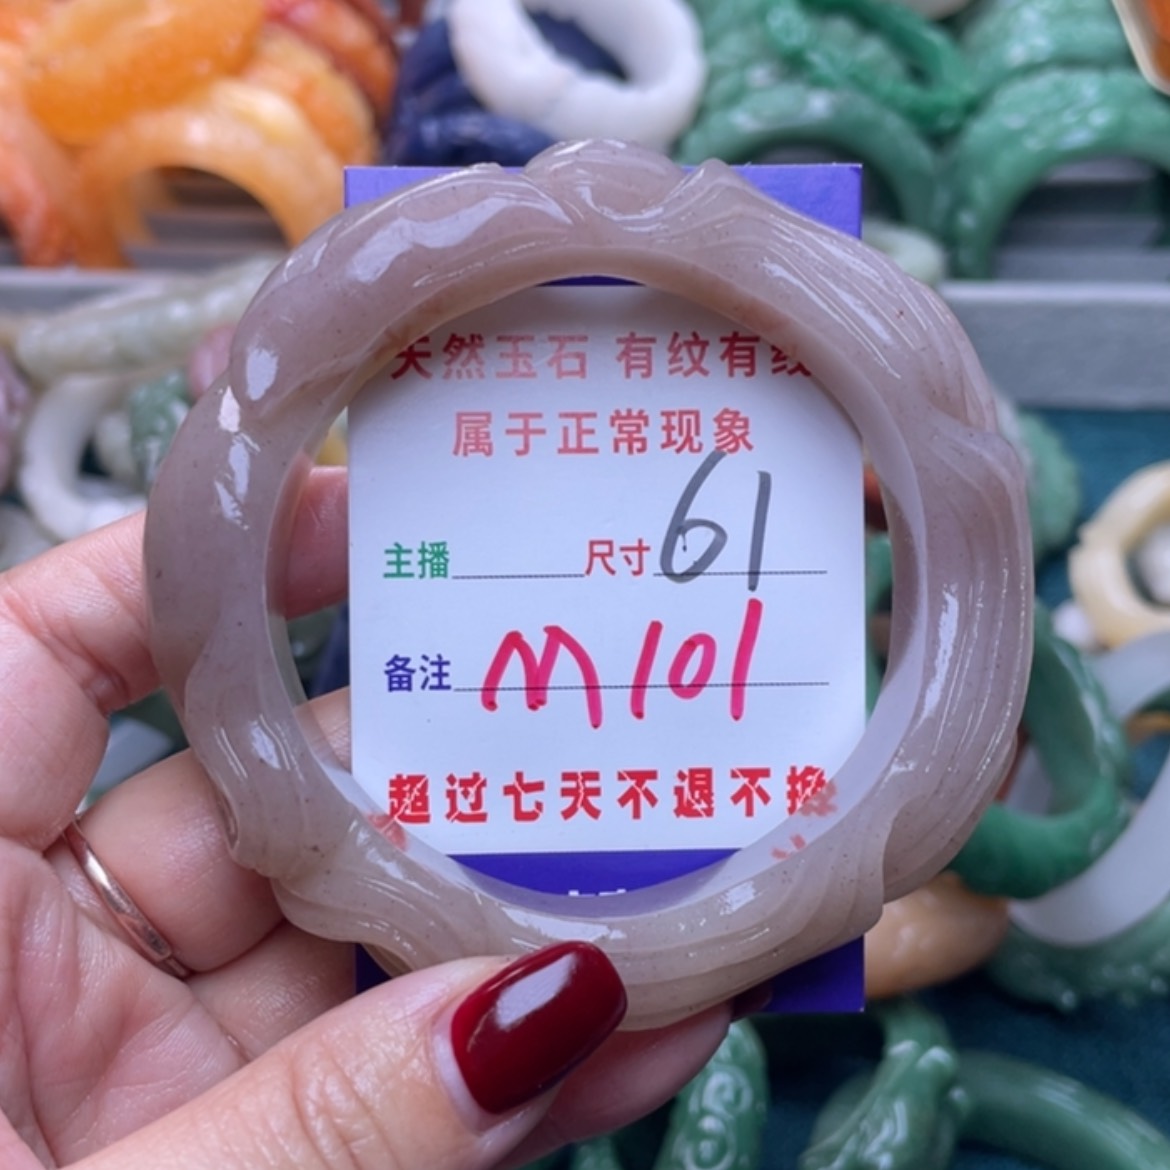 天然玉石 有纹有纹
属于正常现象
主播 尺寸 61
备注 M101
超过七天不退不换